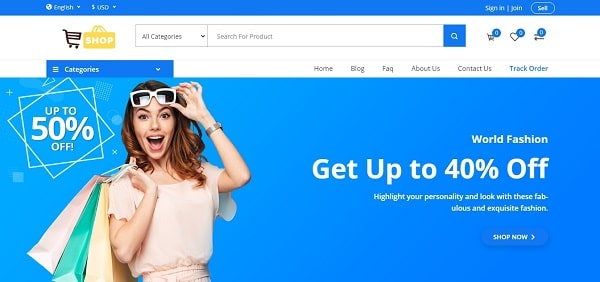 English $ USD Sign in | Join Sell
SHOP All Categories Search For Product 0 0 0
Categories Home Blog Faq About Us Contact Us Track Order
UP TO
50%
OFF!
World Fashion
Get Up to 40% Off
Highlight your personality and look with these fab-
ulous and exquisite fashion.
SHOP NOW